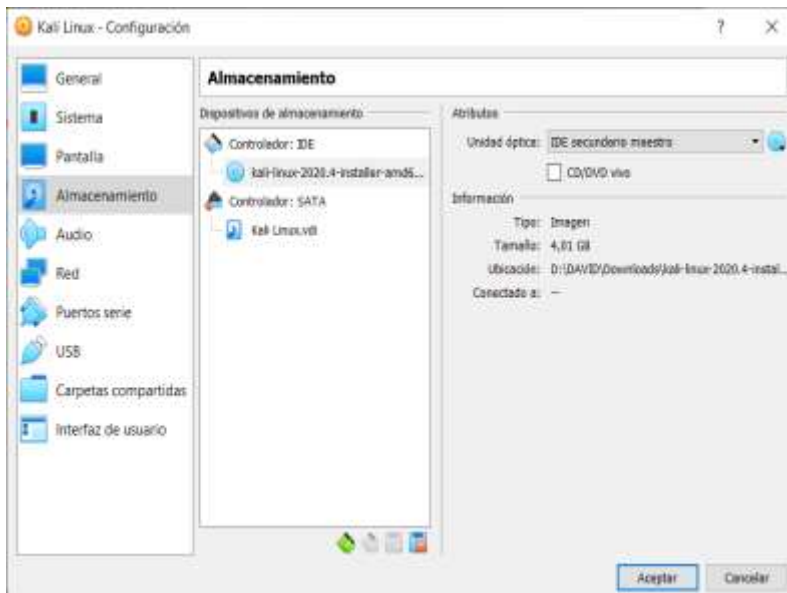 Kali Linux - Configuración
? ×
General
Sistema
Pantalla
Almacenamiento
Audio
Red
Puertos serie
USB
Carpetas compartidas
Interfaz de usuario
Almacenamiento
Dispositivos de almacenamiento
Controlador: IDE
kali-linux-2020.4-installer-amd6...
Controlador: SATA
Kali Linux.vdi
Atributos
Unidad óptica: IDE secundario maestro
CD/DVD vivo
Información
Tipo: Imagen
Tamaño: 4,01 GB
Ubicación: D:\DAVID\Downloads\kali-linux-2020.4-instal...
Conectado a: --
Aceptar
Cancelar